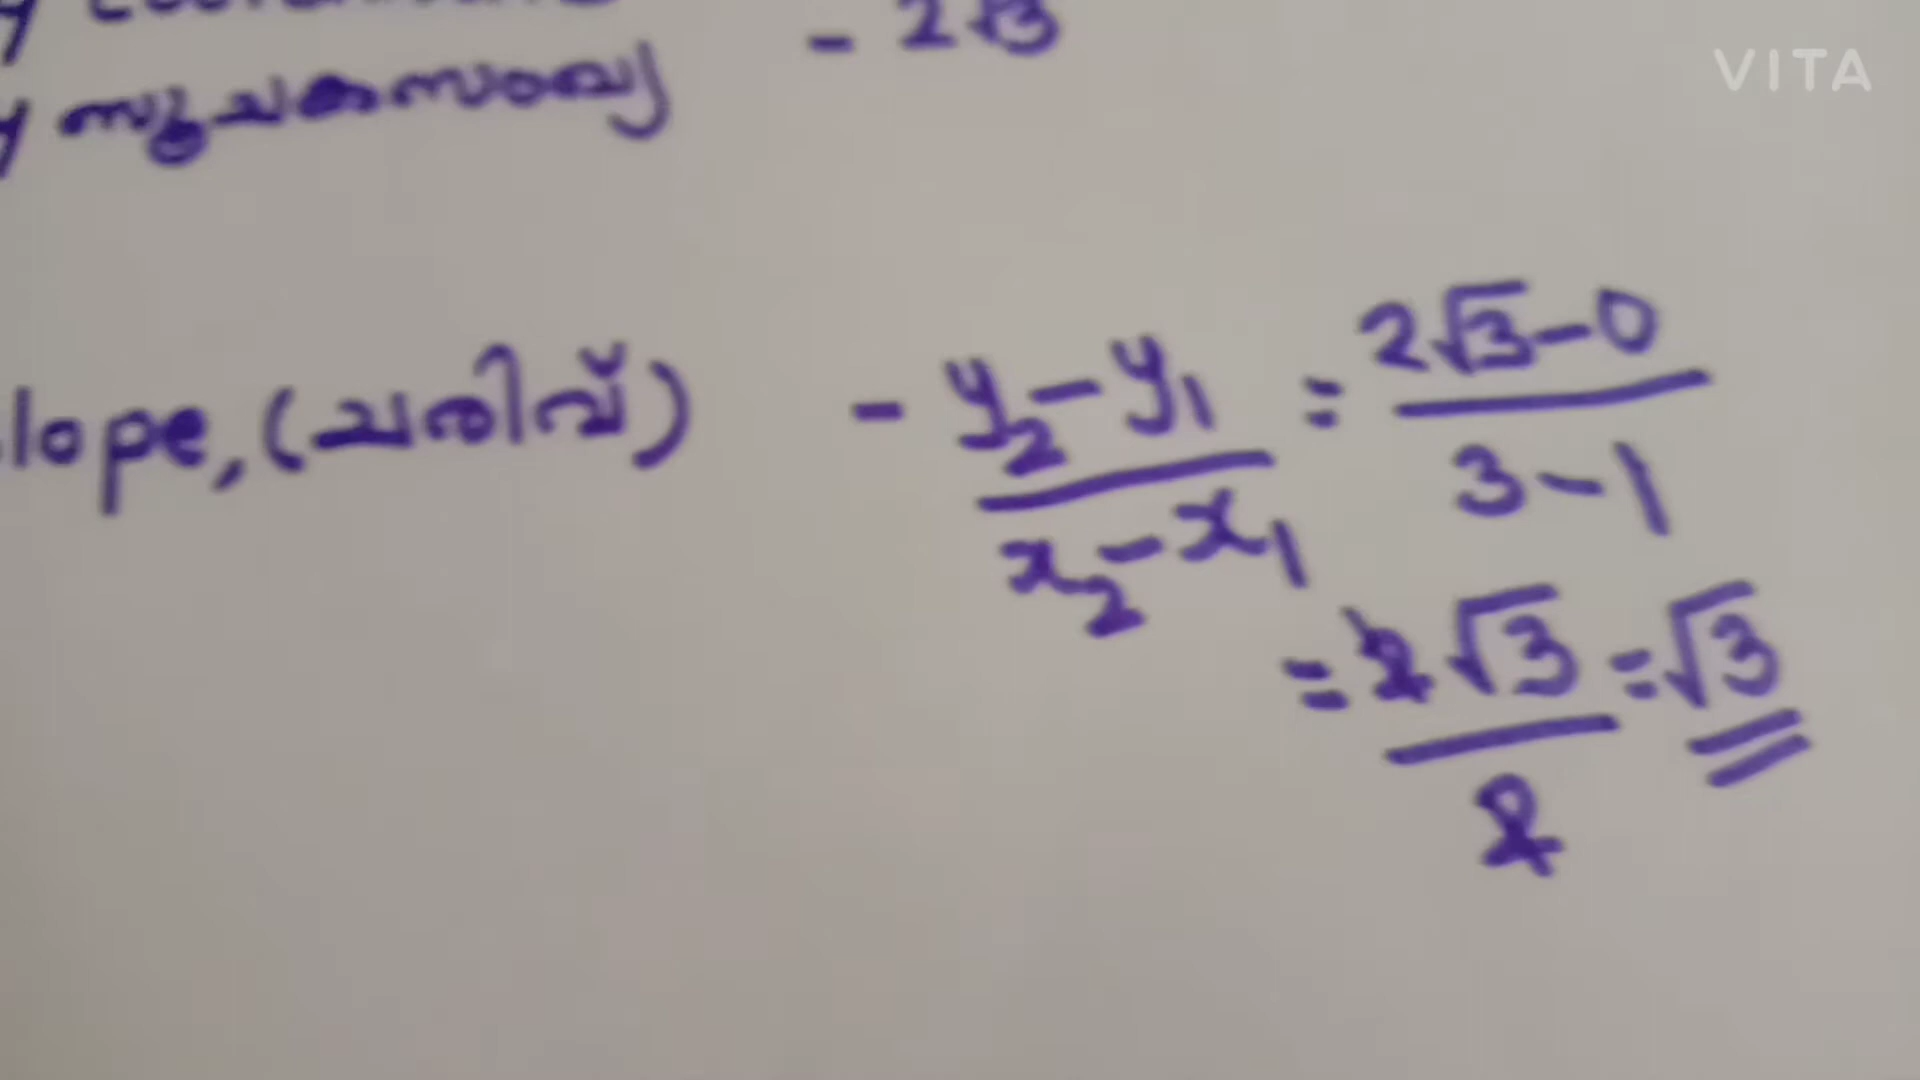 VITA
y coordinate - 2√3
y സൂചകസംഖ്യ
lope, (ചരിവ്) - y₂-y₁/x₂-x₁ = 2√3-0/3-1
= 2√3/2 = √3